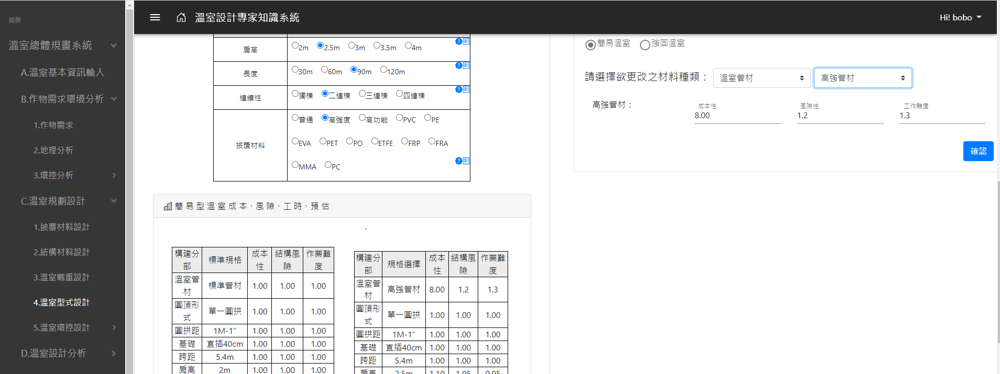 規劃
溫室總體規畫系統
A.溫室基本資訊輸入
B.作物需求環境分析
1.作物需求
2.地理分析
3.環控分析
C.溫室規劃設計
1.披覆材料設計
2.結構材料設計
3.溫室載重設計
4.溫室型式設計
5.溫室環控設計
D.溫室設計分析
溫室設計專家知識系統
Hi! bobo
肩高 2m 2.5m 3m 3.5m 4m
長度 30m 60m 90m 120m
連續性 獨棟 二連棟 三連棟 四連棟
披覆材料 普通 高強度 高功能 PVC PE
EVA PET PO ETFE FRP FRA
MMA PC
簡易型溫室成本、風險、工時、預估
構建分部 標準規格 成本性 結構風險 作業難度
溫室管材 標準管材 1.00 1.00 1.00
圓頂形式 單一圓拱 1.00 1.00 1.00
圓拱距 1M-1" 1.00 1.00 1.00
基礎 直插40cm 1.00 1.00 1.00
跨距 5.4m 1.00 1.00 1.00
肩高 2m 1.00 1.00 1.00
構建分部 規格選擇 成本性 結構風險 作業難度
溫室管材 高強管材 8.00 1.2 1.3
圓頂形式 單一圓拱 1.00 1.00 1.00
圓拱距 1M-1" 1.00 1.00 1.00
基礎 直插40cm 1.00 1.00 1.00
跨距 5.4m 1.00 1.00 1.00
肩高 2.5m 1.10 1.05 0.95
簡易溫室 強固溫室
請選擇欲更改之材料種類： 溫室管材 高強管材
高強管材： 成本性 風險性 工作難度
8.00 1.2 1.3
確認